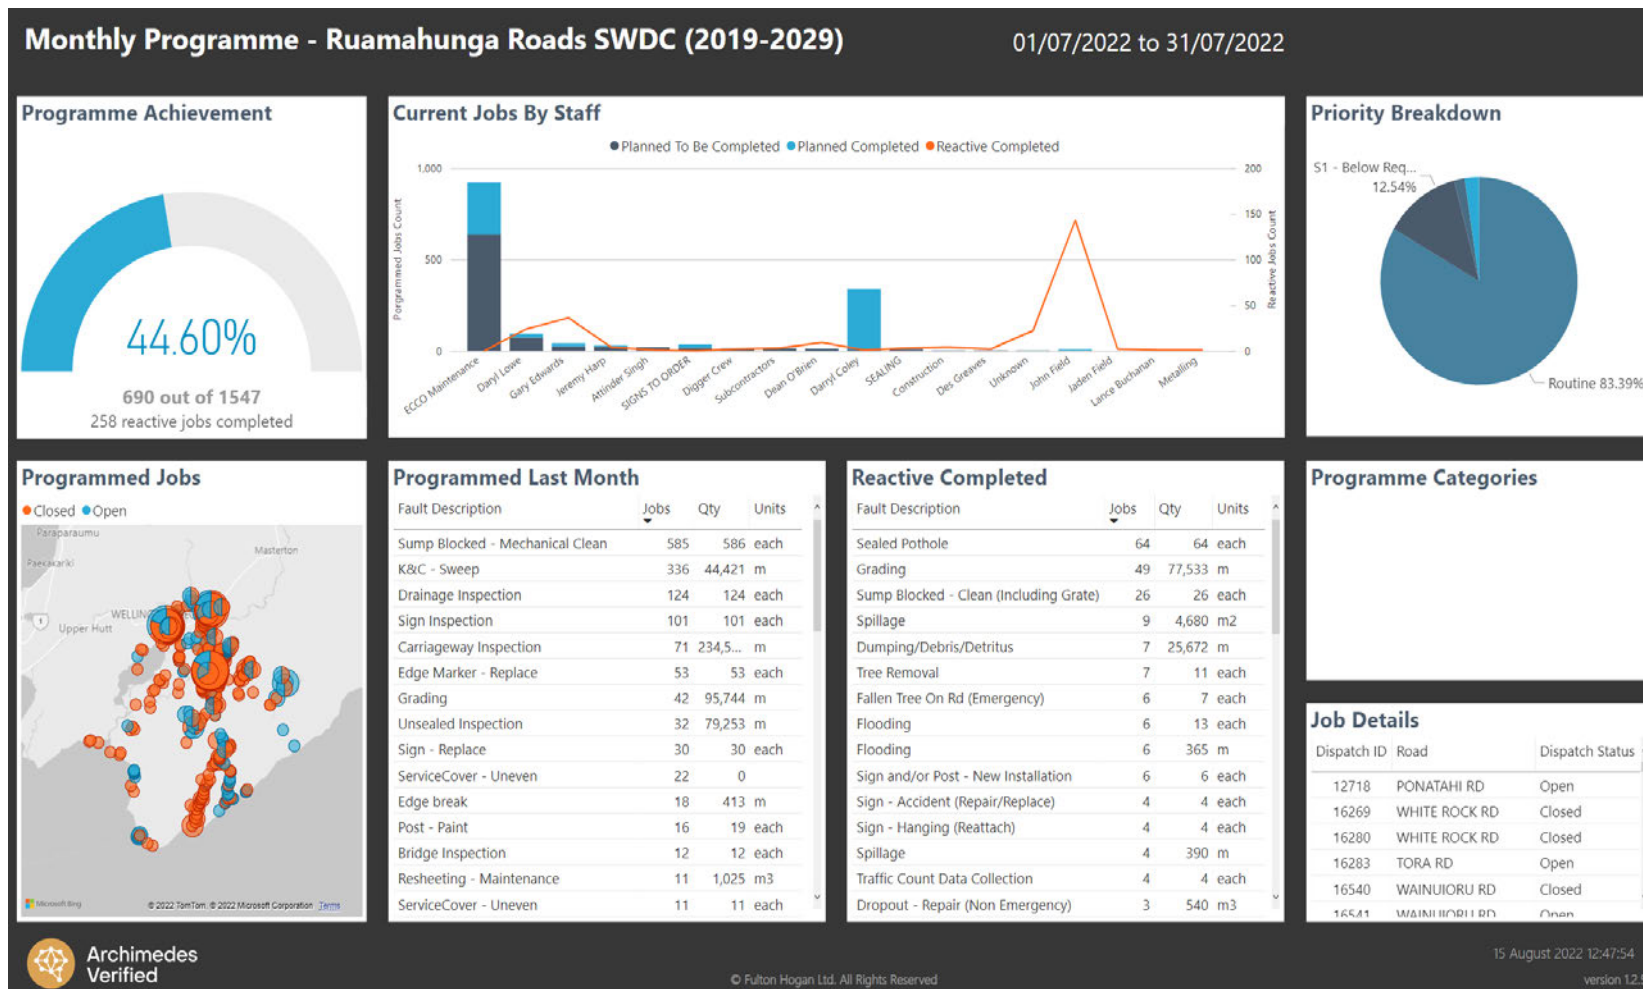 Monthly Programme - Ruamahunga Roads SWDC (2019-2029)
01/07/2022 to 31/07/2022
Programme Achievement
44.60%
690 out of 1547
258 reactive jobs completed
Current Jobs By Staff
Planned To Be Completed Planned Completed Reactive Completed
Porgrammed Jobs Count
1,000
500
0
Reactive Jobs Count
200
150
100
50
0
ECCO Maintenance
Daryl Lowe
Gary Edwards
Jeremy Harp
Attinder Singh
SIGNS TO ORDER
Digger Crew
Subcontractors
Dean O'Brien
Darryl Coley
SEALING
Construction
Des Greaves
Unknown
John Field
Jaden Field
Lance Buchanan
Metalling
Priority Breakdown
S1 - Below Req...
12.54%
Routine 83.39%
Programmed Jobs
Closed Open
Paraparaumu
Masterton
Paekakariki
WELLIN
1
Upper Hutt
Microsoft Bing
© 2022 TomTom, © 2022 Microsoft Corporation Terms
Programmed Last Month
Fault Description Jobs Qty Units
Sump Blocked - Mechanical Clean 585 586 each
K&C - Sweep 336 44,421 m
Drainage Inspection 124 124 each
Sign Inspection 101 101 each
Carriageway Inspection 71 234,5... m
Edge Marker - Replace 53 53 each
Grading 42 95,744 m
Unsealed Inspection 32 79,253 m
Sign - Replace 30 30 each
ServiceCover - Uneven 22 0
Edge break 18 413 m
Post - Paint 16 19 each
Bridge Inspection 12 12 each
Resheeting - Maintenance 11 1,025 m3
ServiceCover - Uneven 11 11 each
Reactive Completed
Fault Description Jobs Qty Units
Sealed Pothole 64 64 each
Grading 49 77,533 m
Sump Blocked - Clean (Including Grate) 26 26 each
Spillage 9 4,680 m2
Dumping/Debris/Detritus 7 25,672 m
Tree Removal 7 11 each
Fallen Tree On Rd (Emergency) 6 7 each
Flooding 6 13 each
Flooding 6 365 m
Sign and/or Post - New Installation 6 6 each
Sign - Accident (Repair/Replace) 4 4 each
Sign - Hanging (Reattach) 4 4 each
Spillage 4 390 m
Traffic Count Data Collection 4 4 each
Dropout - Repair (Non Emergency) 3 540 m3
Programme Categories
Job Details
Dispatch ID Road Dispatch Status
12718 PONATAHI RD Open
16269 WHITE ROCK RD Closed
16280 WHITE ROCK RD Closed
16283 TORA RD Open
16540 WAINUIORU RD Closed
16541 WAINUIORU RD Open
Archimedes
Verified
© Fulton Hogan Ltd. All Rights Reserved
15 August 2022 12:47:54
version 1.2.